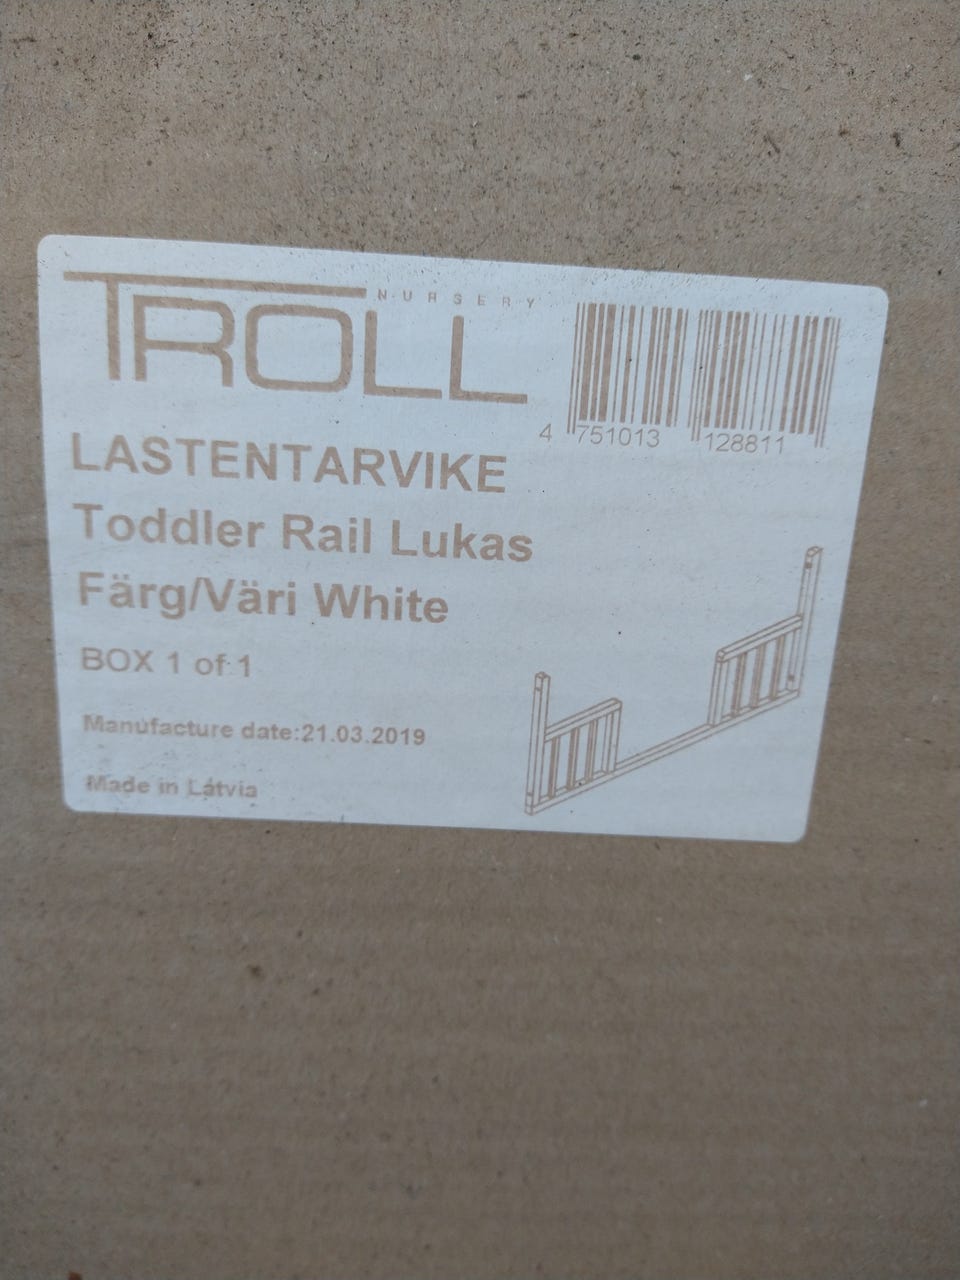 TROLL NURSERY
4 751013 128811
LASTENTARVIKE
Toddler Rail Lukas
Färg/Väri White
BOX 1 of 1
Manufacture date:21.03.2019
Made in Latvia